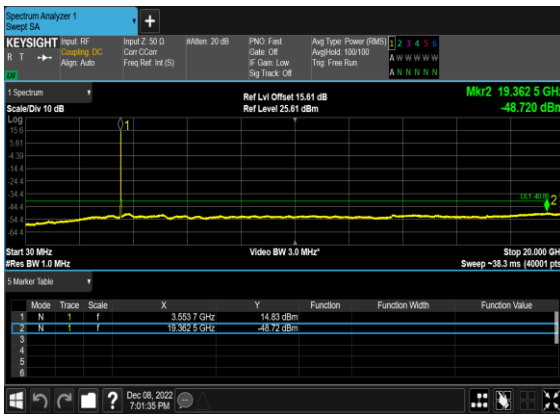 Spectrum Analyzer 1
Swept SA
KEYSIGHT
R T
LV
Input: RF
Coupling: DC
Align: Auto
Input Z: 50 Ω
Corr CCorr
Freq Ref: Int (S)
#Atten: 20 dB
PNO: Fast
Gate: Off
IF Gain: Low
Sig Track: Off
Avg Type: Power (RMS)
Avg|Hold: 100/100
Trig: Free Run
1 2 3 4 5 6
A W W W W W
A N N N N N
1 Spectrum
Scale/Div 10 dB
Ref Lvl Offset 15.61 dB
Ref Level 25.61 dBm
Mkr2 19.362 5 GHz
-48.720 dBm
Log
15.6
5.61
-4.39
-14.4
-24.4
-34.4
-44.4
-54.4
-64.4
1
2
Start 30 MHz
#Res BW 1.0 MHz
Video BW 3.0 MHz*
Stop 20.000 GHz
Sweep ~38.3 ms (40001 pts)
5 Marker Table
Mode Trace Scale X Y Function Function Width Function Value
1 N 1 f 3.553 7 GHz 14.83 dBm
2 N 1 f 19.362 5 GHz -48.72 dBm
3
4
5
6
?
Dec 08, 2022
7:01:35 PM